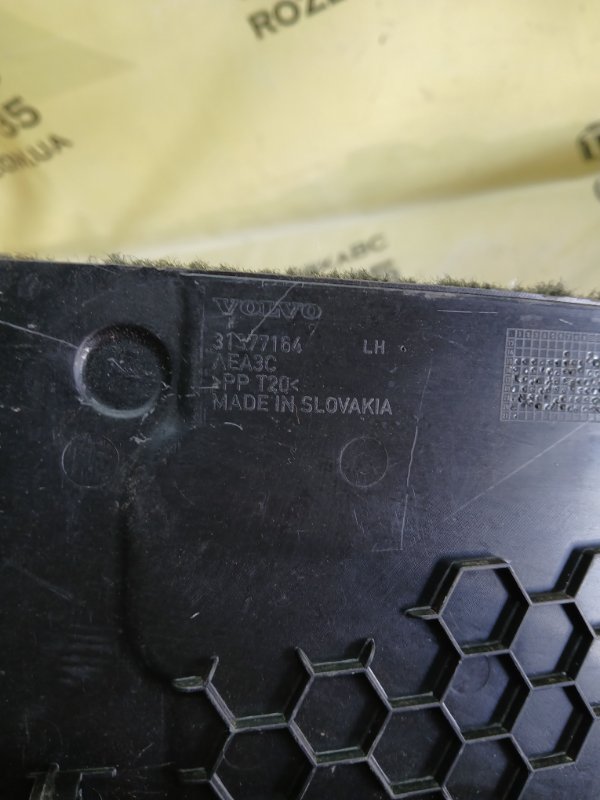 VOLVO
31377164 LH
AEA3C
>PP T20<
MADE IN SLOVAKIA